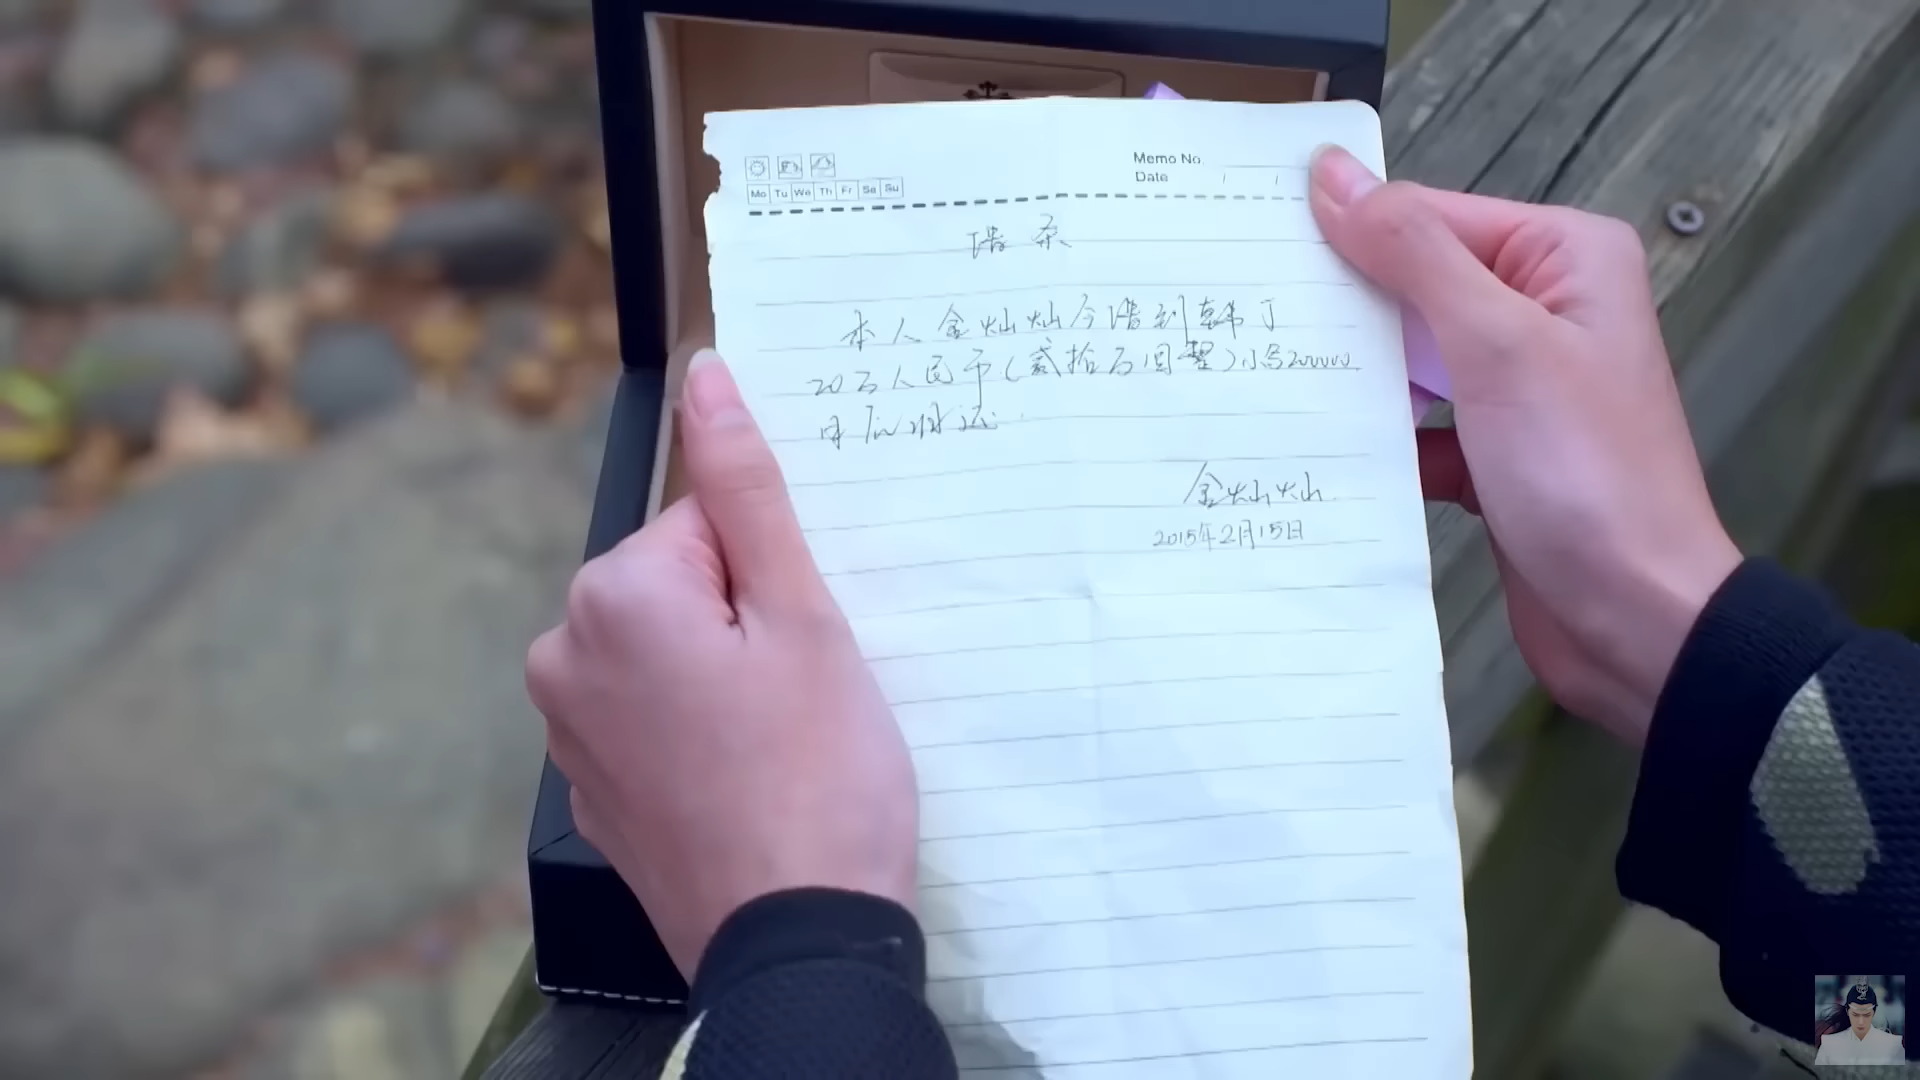 Memo No.
Mo Tu We Th Fr Sa Su
Date / /
借条
本人金灿灿今借到韩丁
20万人民币(贰拾万圆整)小写200000
日后归还.
金灿灿.
2015年2月15日